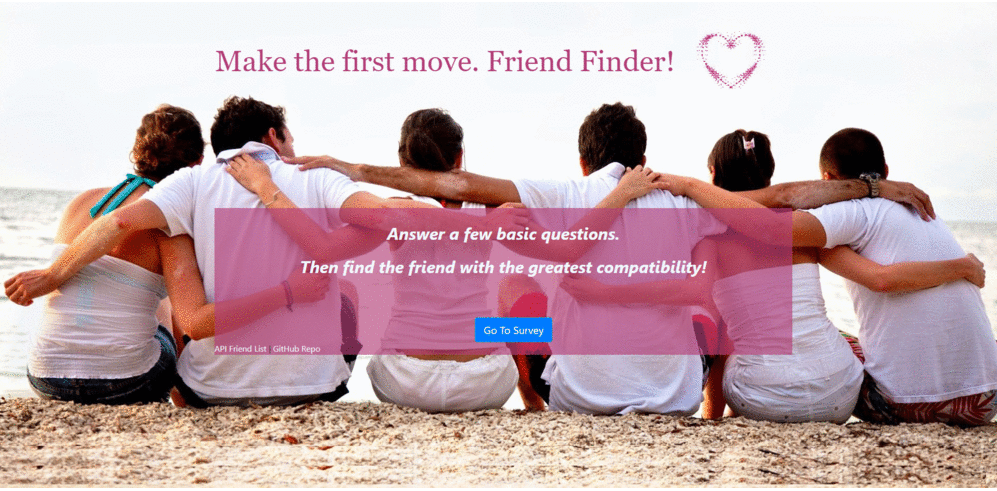 Make the first move. Friend Finder!
Answer a few basic questions.
Then find the friend with the greatest compatibility!
Go To Survey
API Friend List | GitHub Repo